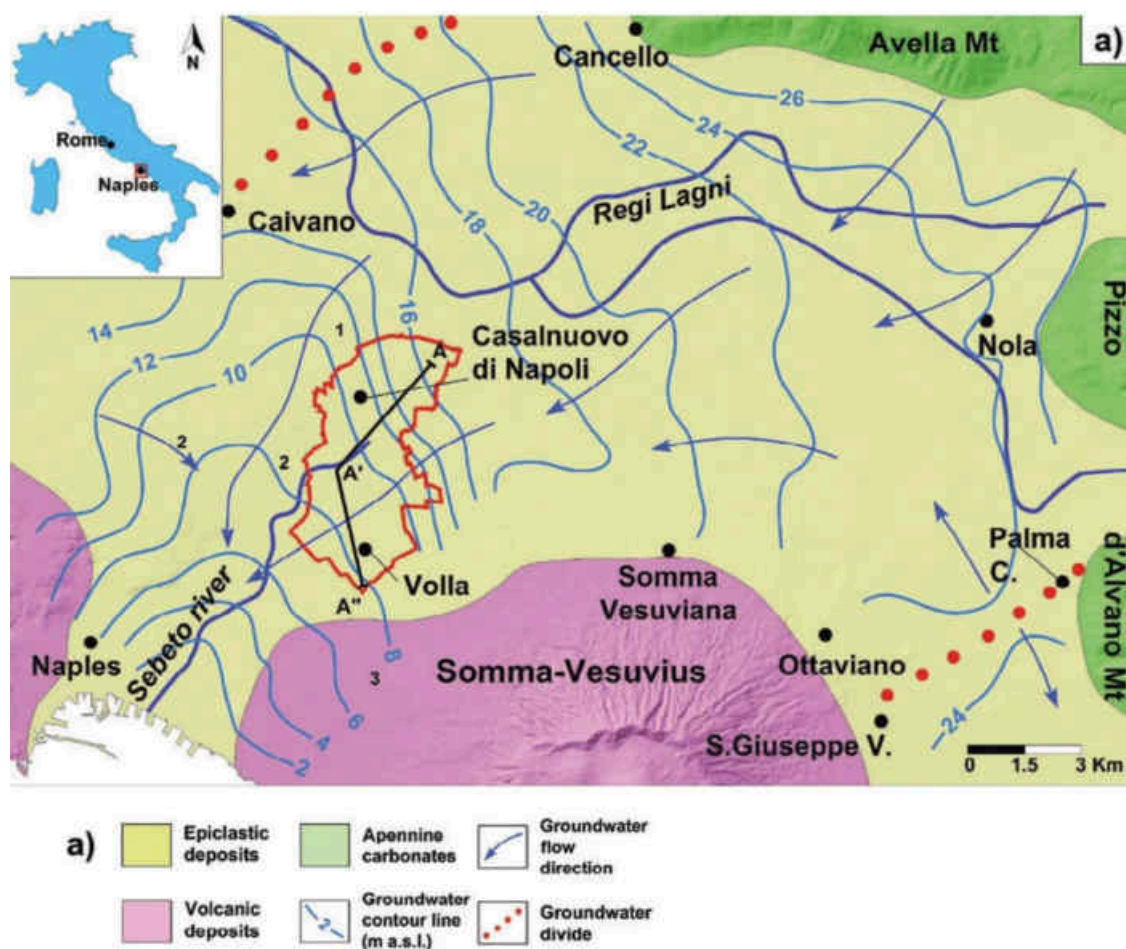 N
a)
Rome
Naples
Cancello
Avella Mt
26
24
22
Regi Lagni
20
18
16
Caivano
14
12
10
1
Casalnuovo
di Napoli
A
Nola
Pizzo
2
2
A'
Volla
A"
Somma
Vesuviana
Palma
C.
d'Alvano Mt
Naples
Sebeto river
3
8
6
4
2
Somma-Vesuvius
Ottaviano
S.Giuseppe V.
24
0 1.5 3 Km
a)
Epiclastic
deposits
Apennine
carbonates
Groundwater
flow
direction
Volcanic
deposits
2
Groundwater
contour line
(m a.s.l.)
Groundwater
divide